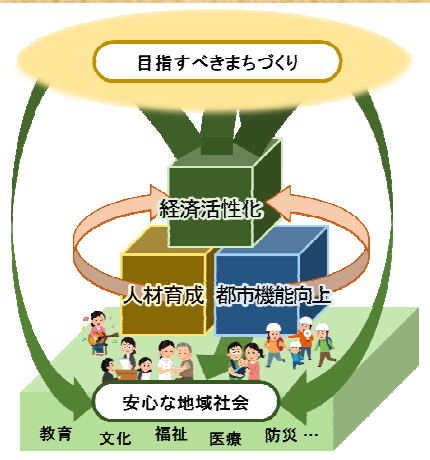 目指すべきまちづくり
経済活性化
人材育成
都市機能向上
安心な地域社会
教育 文化 福祉 医療 防災 …